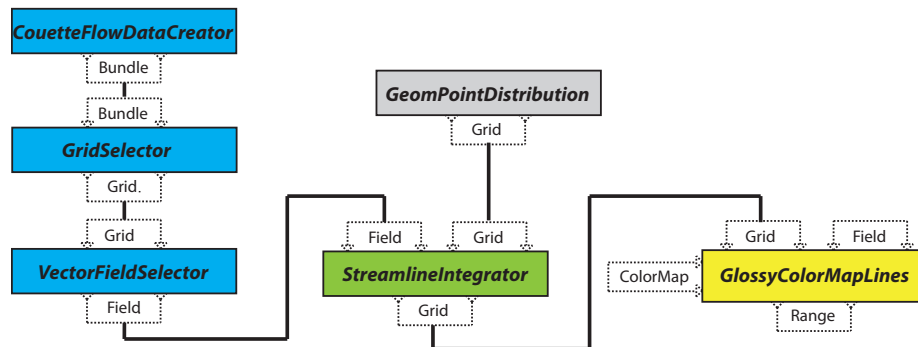 CouetteFlowDataCreator
Bundle
Bundle
GridSelector
Grid.
Grid
VectorFieldSelector
Field
GeomPointDistribution
Grid
Field
Grid
StreamlineIntegrator
Grid
Grid
Field
ColorMap
GlossyColorMapLines
Range